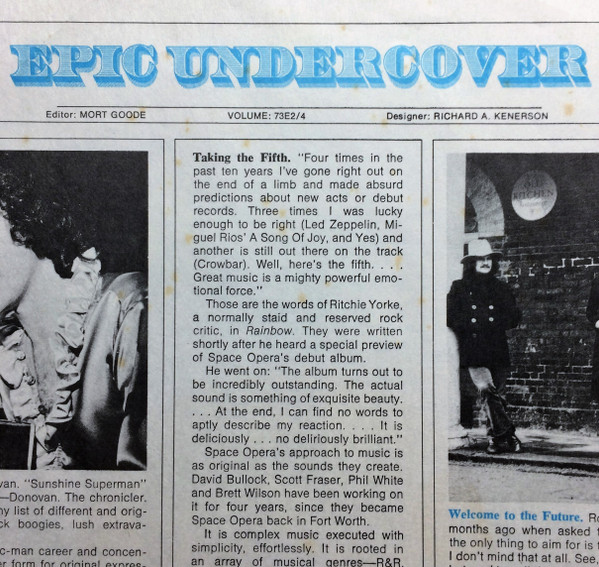 EPIC UNDERCOVER
Editor: MORT GOODE VOLUME: 73E2/4 Designer: RICHARD A. KENERSON
van. "Sunshine Superman"
—Donovan. The chronicler.
ny list of different and orig-
ck boogies, lush extrava-
c-man career and concen-
er form for original expres-
Taking the Fifth. "Four times in the
past ten years I've gone right out on
the end of a limb and made absurd
predictions about new acts or debut
records. Three times I was lucky
enough to be right (Led Zeppelin, Mi-
guel Rios' A Song Of Joy, and Yes) and
another is still out there on the track
(Crowbar). Well, here's the fifth. . . .
Great music is a mighty powerful emo-
tional force."
Those are the words of Ritchie Yorke,
a normally staid and reserved rock
critic, in Rainbow. They were written
shortly after he heard a special preview
of Space Opera's debut album.
He went on: "The album turns out to
be incredibly outstanding. The actual
sound is something of exquisite beauty.
. . . At the end, I can find no words to
aptly describe my reaction. . . . It is
deliciously . . . no deliriously brilliant."
Space Opera's approach to music is
as original as the sounds they create.
David Bullock, Scott Fraser, Phil White
and Brett Wilson have been working on
it for four years, since they became
Space Opera back in Fort Worth.
It is complex music executed with
simplicity, effortlessly. It is rooted in
an array of musical genres—R&R,
KITCHEN
Welcome to the Future. Ro
months ago when asked t
the only thing to aim for is t
I don't mind that at all. See,